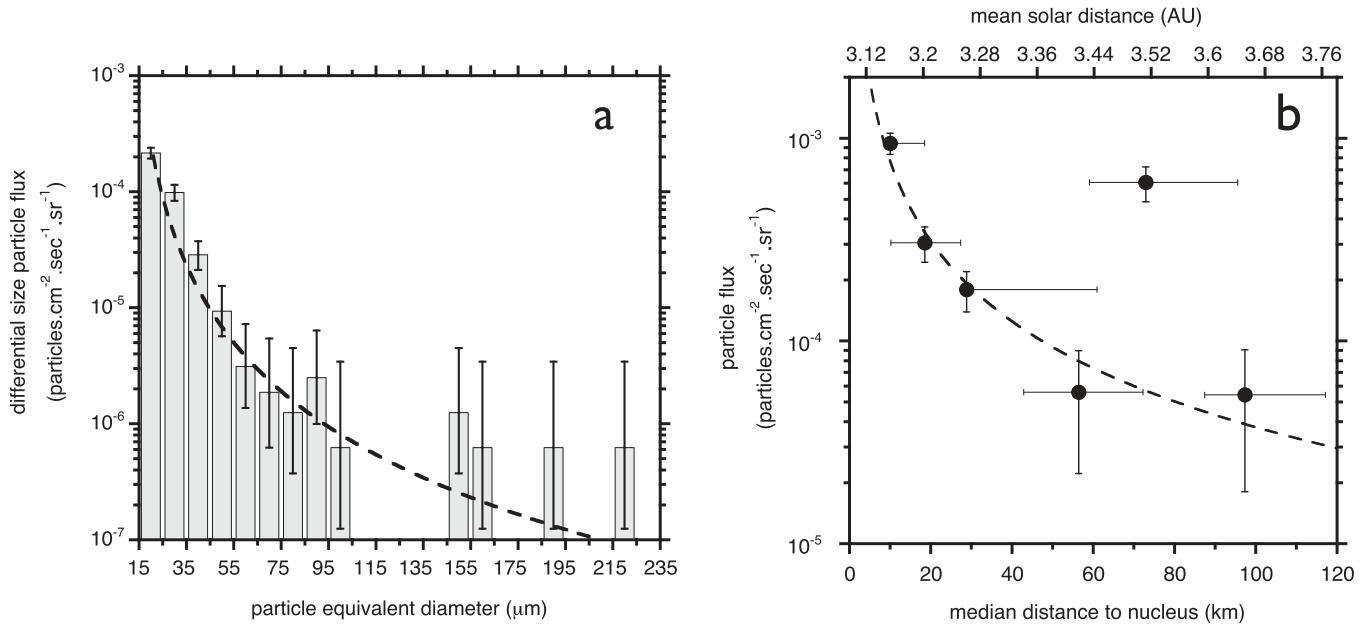 a
10⁻³
10⁻⁴
10⁻⁵
10⁻⁶
10⁻⁷
differential size particle flux
(particles.cm⁻².sec⁻¹.sr⁻¹)
15 35 55 75 95 115 135 155 175 195 215 235
particle equivalent diameter (μm)
mean solar distance (AU)
3.12 3.2 3.28 3.36 3.44 3.52 3.6 3.68 3.76
b
10⁻³
10⁻⁴
10⁻⁵
particle flux
(particles.cm⁻².sec⁻¹.sr⁻¹)
0 20 40 60 80 100 120
median distance to nucleus (km)